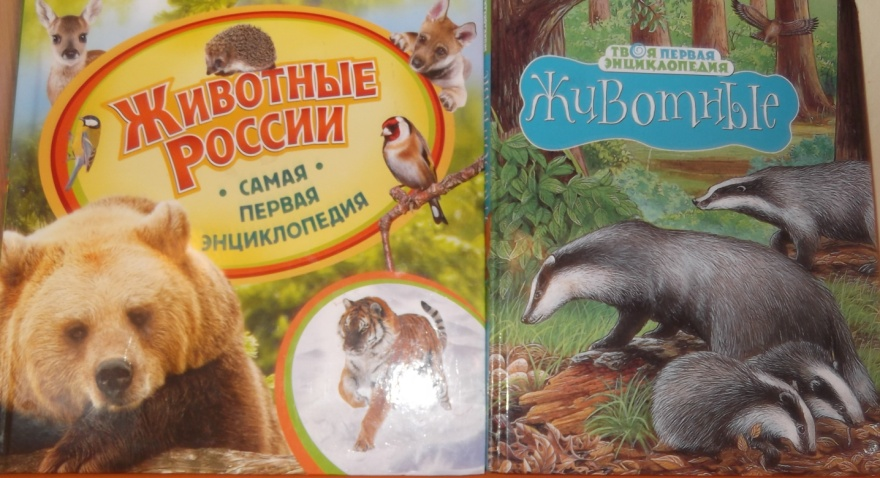 ЖИВОТНЫЕ
РОССИИ
• САМАЯ •
ПЕРВАЯ
ЭНЦИКЛОПЕДИЯ
ТВОЯ ПЕРВАЯ
ЭНЦИКЛОПЕДИЯ
ЖИВОТНЫЕ